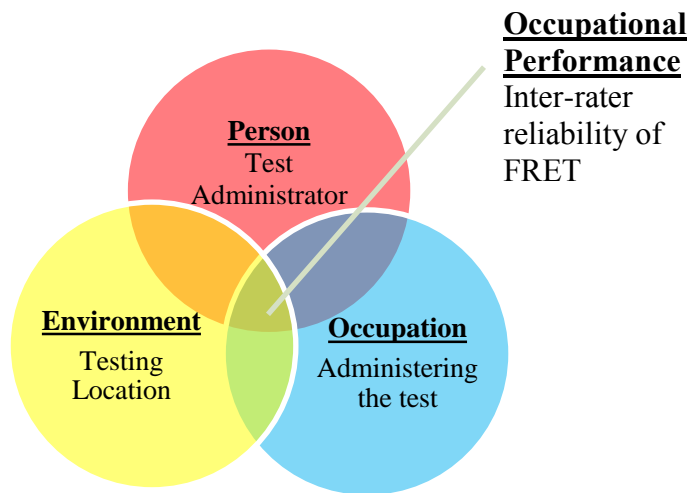 Occupational
Performance
Inter-rater
reliability of
FRET
Person
Test
Administrator
Environment
Testing
Location
Occupation
Administering
the test